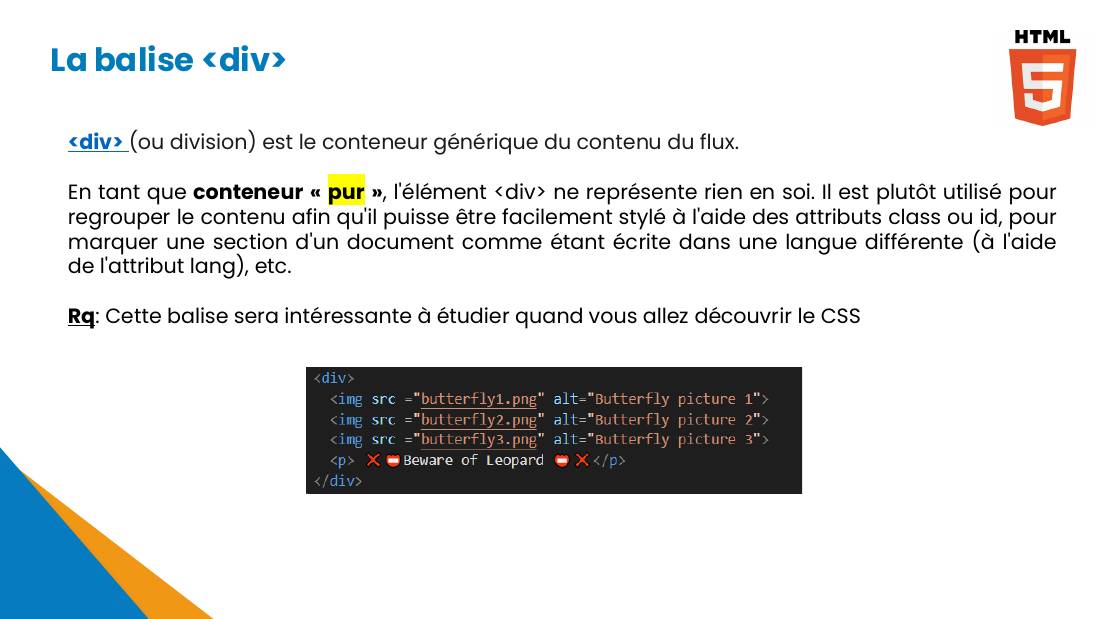 La balise <div>
HTML
5
<div> (ou division) est le conteneur générique du contenu du flux.
En tant que conteneur « pur », l'élément <div> ne représente rien en soi. Il est plutôt utilisé pour
regrouper le contenu afin qu'il puisse être facilement stylé à l'aide des attributs class ou id, pour
marquer une section d'un document comme étant écrite dans une langue différente (à l'aide
de l'attribut lang), etc.
Rq: Cette balise sera intéressante à étudier quand vous allez découvrir le CSS
<div>
<img src ="butterfly1.png" alt="Butterfly picture 1">
<img src ="butterfly2.png" alt="Butterfly picture 2">
<img src ="butterfly3.png" alt="Butterfly picture 3">
<p> ❌📛Beware of Leopard 📛❌</p>
</div>